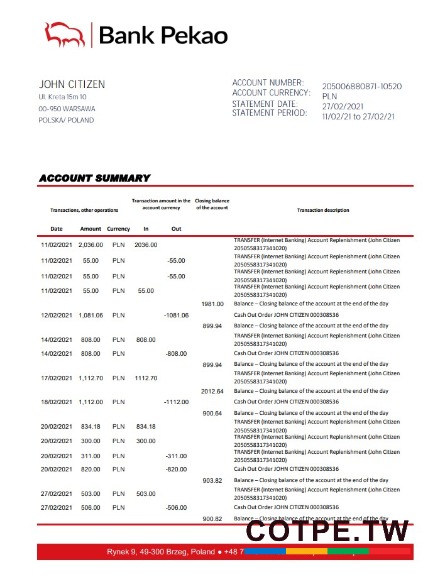 Bank Pekao
JOHN CITIZEN
Ul. Kreta 15m 10
00-950 WARSAWA
POLSKA/ POLAND
ACCOUNT NUMBER: 205006880871-10520
ACCOUNT CURRENCY: PLN
STATEMENT DATE: 27/02/2021
STATEMENT PERIOD: 11/02/21 to 27/02/21
ACCOUNT SUMMARY
Transactions, other operations Transaction amount in the account currency Closing balance of the account Transaction description
Date Amount Currency In Out
11/02/2021 2,036.00 PLN 2036.00 TRANSFER (Internet Banking) Account Replenishment (John Citizen
2050558317341020)
11/02/2021 55.00 PLN -55.00 TRANSFER (Internet Banking) Account Replenishment (John Citizen
2050558317341020)
11/02/2021 55.00 PLN -55.00 TRANSFER (Internet Banking) Account Replenishment (John Citizen
2050558317341020)
11/02/2021 55.00 PLN 55.00 TRANSFER (Internet Banking) Account Replenishment (John Citizen
2050558317341020)
1981.00 Balance – Closing balance of the account at the end of the day
12/02/2021 1,081.06 PLN -1081.06 Cash Out Order JOHN CITIZEN 000308536
899.94 Balance – Closing balance of the account at the end of the day
14/02/2021 808.00 PLN 808.00 TRANSFER (Internet Banking) Account Replenishment (John Citizen
2050558317341020)
14/02/2021 808.00 PLN -808.00 Cash Out Order JOHN CITIZEN 000308536
899.94 Balance – Closing balance of the account at the end of the day
17/02/2021 1,112.70 PLN 1112.70 TRANSFER (Internet Banking) Account Replenishment (John Citizen
2050558317341020)
2012.64 Balance – Closing balance of the account at the end of the day
18/02/2021 1,112.00 PLN -1112.00 Cash Out Order JOHN CITIZEN 000308536
900.64 Balance – Closing balance of the account at the end of the day
20/02/2021 834.18 PLN 834.18 TRANSFER (Internet Banking) Account Replenishment (John Citizen
2050558317341020)
20/02/2021 300.00 PLN 300.00 TRANSFER (Internet Banking) Account Replenishment (John Citizen
2050558317341020)
20/02/2021 311.00 PLN -311.00 TRANSFER (Internet Banking) Account Replenishment (John Citizen
2050558317341020)
20/02/2021 820.00 PLN -820.00 Cash Out Order JOHN CITIZEN 000308536
903.82 Balance – Closing balance of the account at the end of the day
27/02/2021 503.00 PLN 503.00 TRANSFER (Internet Banking) Account Replenishment (John Citizen
2050558317341020)
27/02/2021 506.00 PLN -506.00 Cash Out Order JOHN CITIZEN 000308536
900.82 Balance – Closing balance of the account at the end of the day
COTPE.TW
Rynek 9, 49-300 Brzeg, Poland ● +48 7